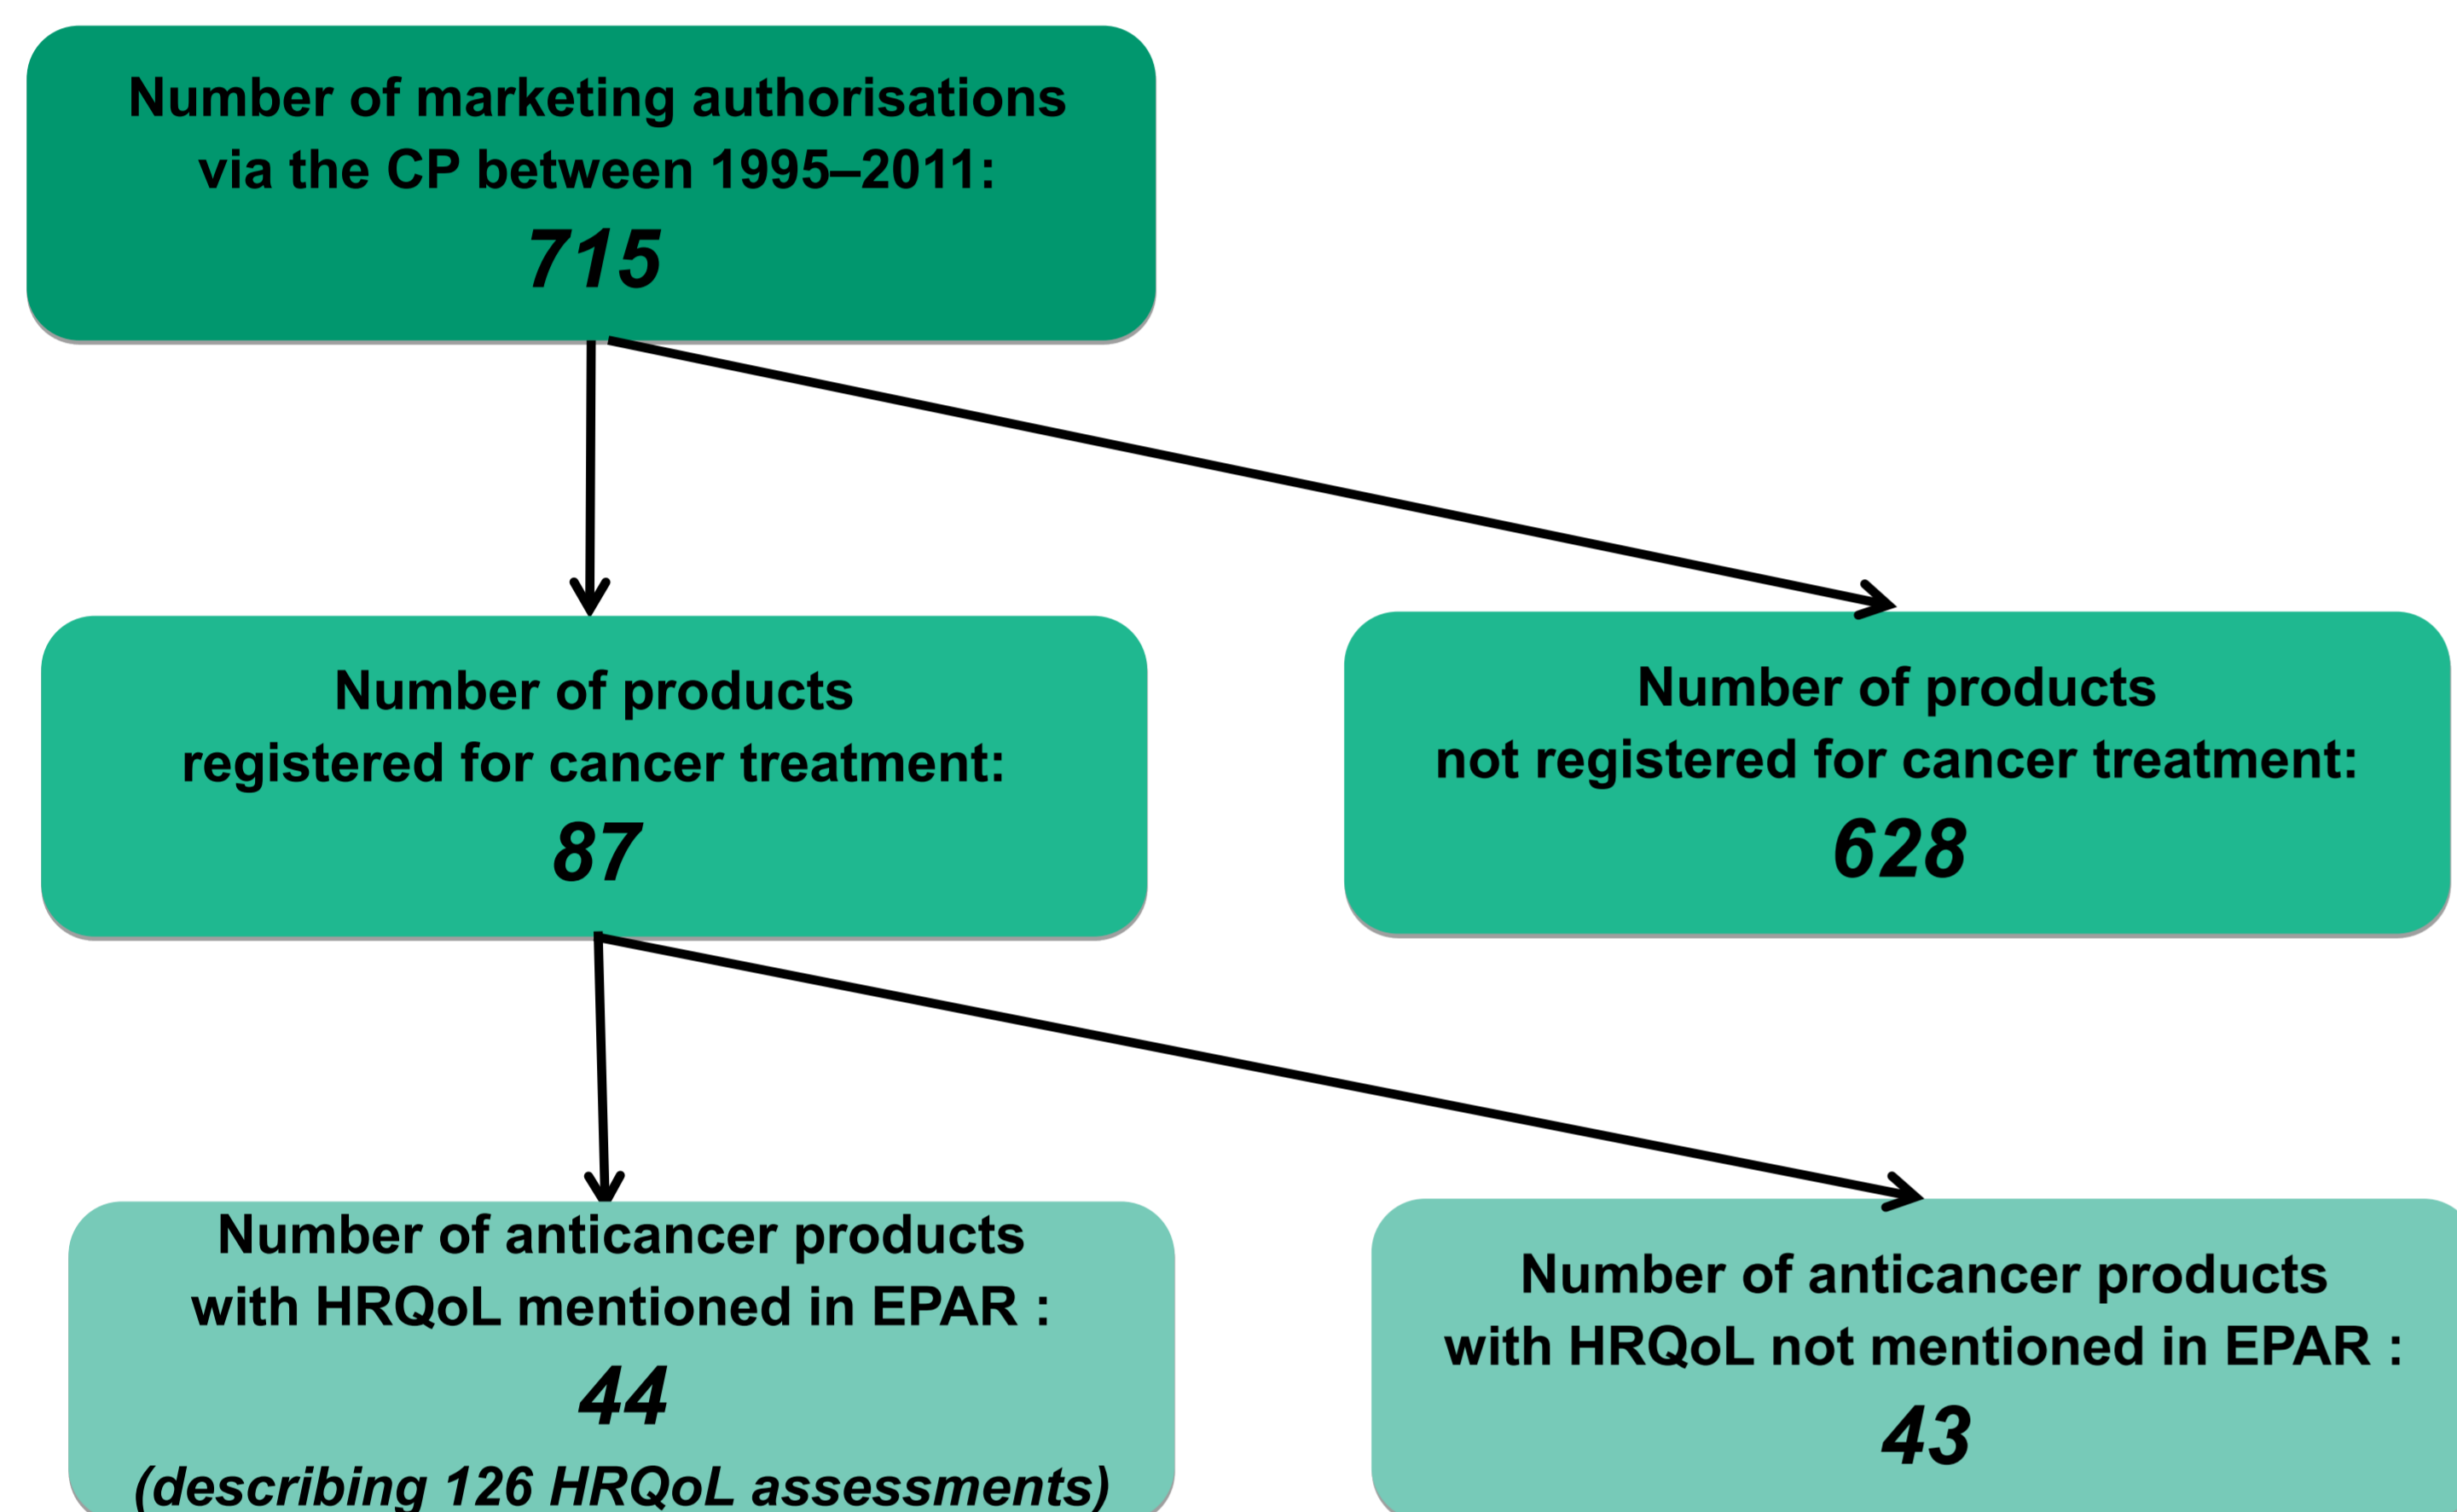 Number of marketing authorisations
via the CP between 1995–2011:
715
Number of products
registered for cancer treatment:
87
Number of products
not registered for cancer treatment:
628
Number of anticancer products
with HRQoL mentioned in EPAR :
44
(describing 126 HRQoL assessments)
Number of anticancer products
with HRQoL not mentioned in EPAR :
43